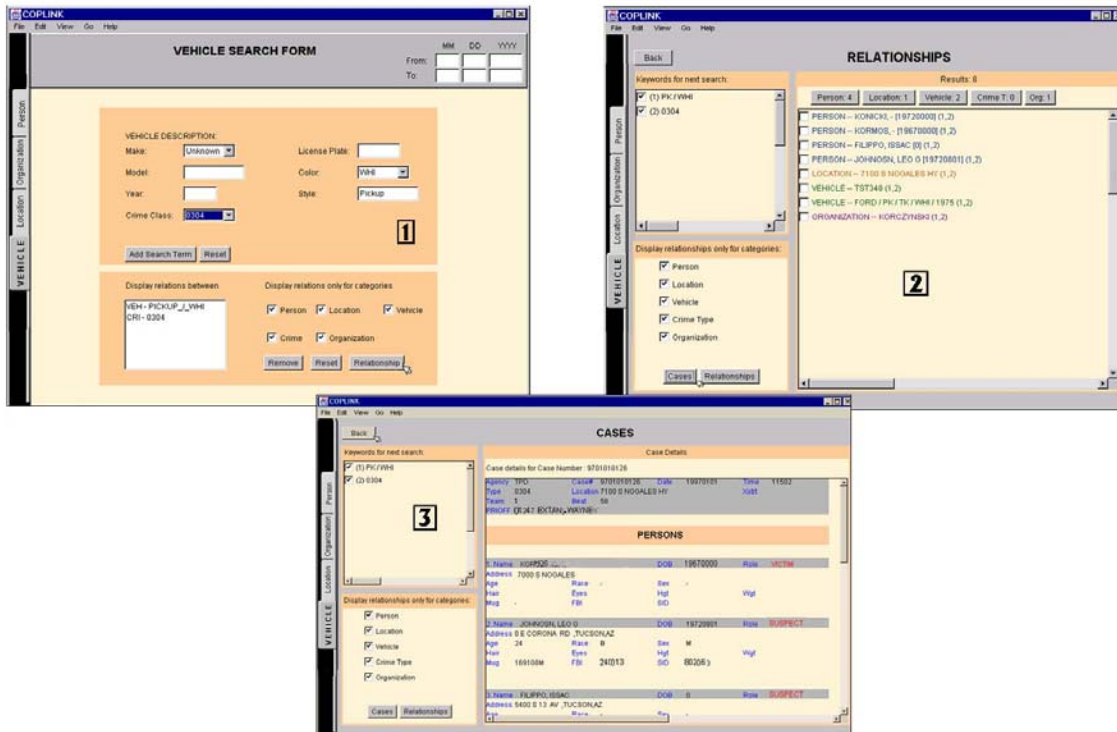 COPLINK
File Edit View Go Help
VEHICLE SEARCH FORM
MM DD YYYY
From:
To:
Person
Organization
Location
VEHICLE
VEHICLE DESCRIPTION:
Make: Unknown License Plate:
Model: Color: WHI
Year: Style: Pickup
Crime Class: 0304
1
Add Search Term Reset
Display relations between Display relations only for categories
VEH - PICKUP_/_WHI
CRI - 0304
Person Location Vehicle
Crime Organization
Remove Reset Relationship
COPLINK
File Edit View Go Help
Back RELATIONSHIPS
Keywords for next search: Results: 8
(1) PK / WHI
(2) 0304
Person: 4 Location: 1 Vehicle: 2 Crime T: 0 Org: 1
PERSON -- KONICKI, - [19720000] (1,2)
PERSON -- KORMOS, - [19670000] (1,2)
PERSON -- FILIPPO, ISSAC [0] (1,2)
PERSON -- JOHNOSN, LEO G [19720801] (1,2)
LOCATION -- 7100 S NOGALES HY (1,2)
VEHICLE -- TST348 (1,2)
VEHICLE -- FORD / PK / TK / WHI / 1975 (1,2)
ORGANIZATION -- KORCZYNSKI (1,2)
Person
Organization
Location
VEHICLE
Display relationships only for categories:
Person
Location
Vehicle
Crime Type
Organization
2
Cases Relationships
COPLINK
File Edit View Go Help
Back CASES
Keywords for next search: Case Details
(1) PK / WHI
(2) 0304
Case details for Case Number : 9701010126
Agency TPD Case# 9701010126 Date 19970101 Time
Type 0304 Location 7100 S NOGALES HY
Team 1 Beat
3
PERSONS
1. Name DOB 19670000 Role VICTIM
Address 7000 S NOGALES
Age Race - Sex -
Hair Eyes Hgt Wgt
Mug - FBI SID
2. Name JOHNOSN, LEO G DOB 19720801 Role SUSPECT
Address 0 E CORONA RD ,TUCSON,AZ
Age 24 Race B Sex M
Hair Eyes Hgt Wgt
Mug FBI SID
3. Name FILIPPO, ISSAC DOB 0 Role SUSPECT
Address 5400 S 13 AV ,TUCSON,AZ
Person
Organization
Location
VEHICLE
Display relationships only for categories:
Person
Location
Vehicle
Crime Type
Organization
Cases Relationships